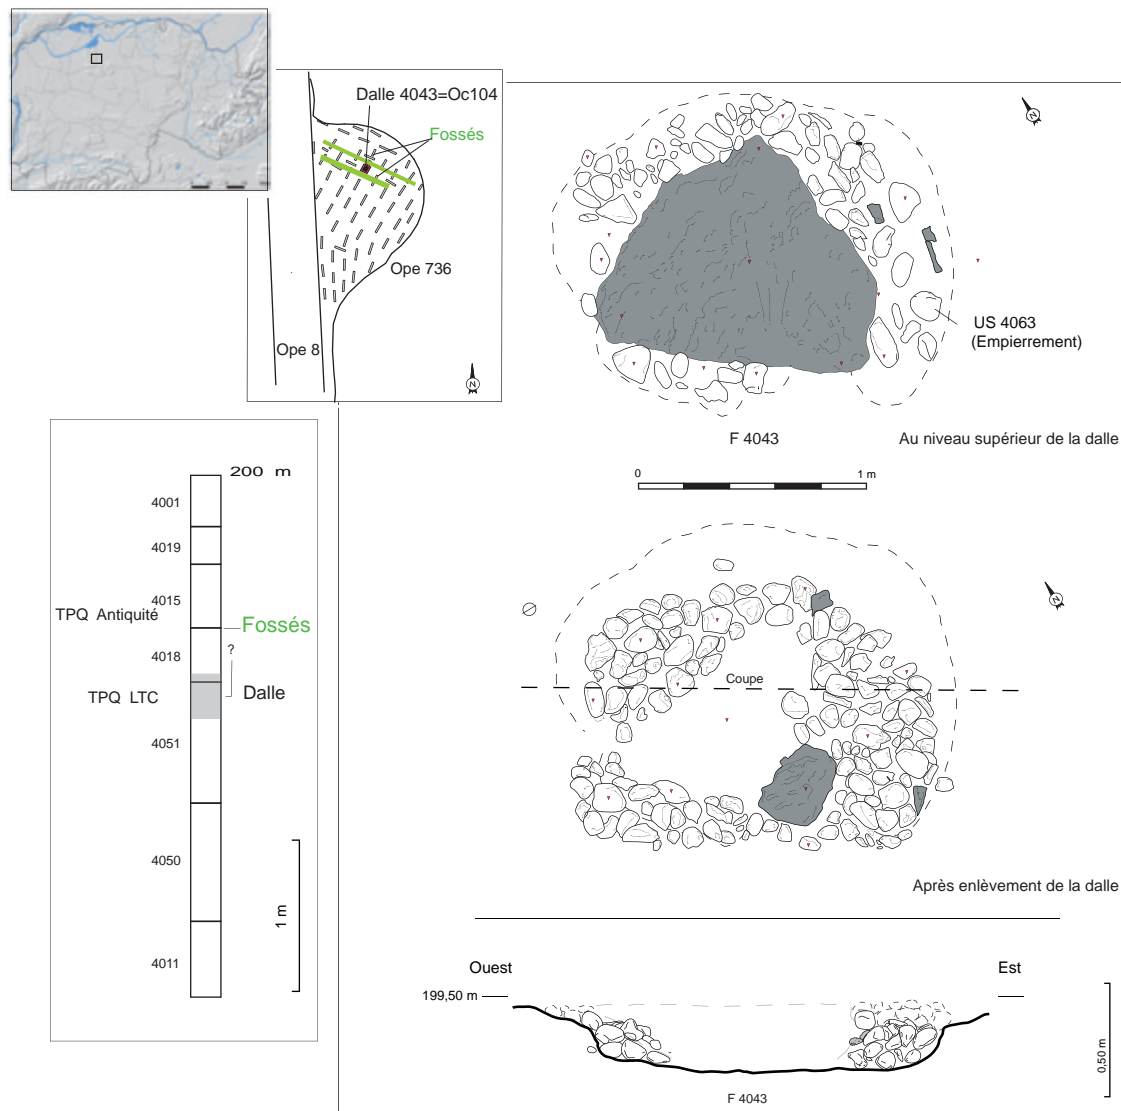 Dalle 4043=Oc104
Fossés
Ope 736
Ope 8
N
N
US 4063
(Empierrement)
F 4043
Au niveau supérieur de la dalle
0
1 m
200 m
4001
4019
4015
TPQ Antiquité
Fossés
?
4018
TPQ LTC
Dalle
4051
4050
1 m
4011
N
Coupe
Après enlèvement de la dalle
Ouest
Est
199,50 m
0,50 m
F 4043